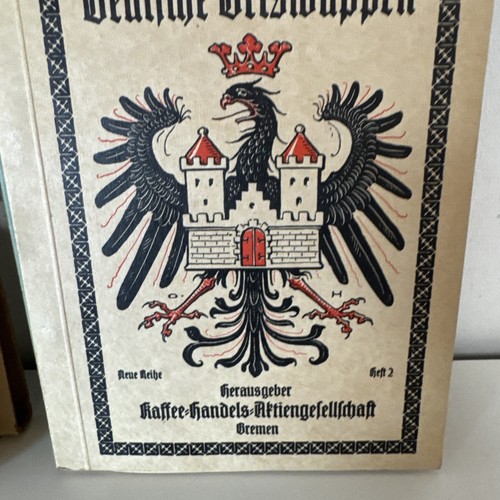 Deutsche Ortswappen
O. H
Neue Reihe Heft 2
Herausgeber
Kaffee-Handels-Aktiengesellschaft
Bremen